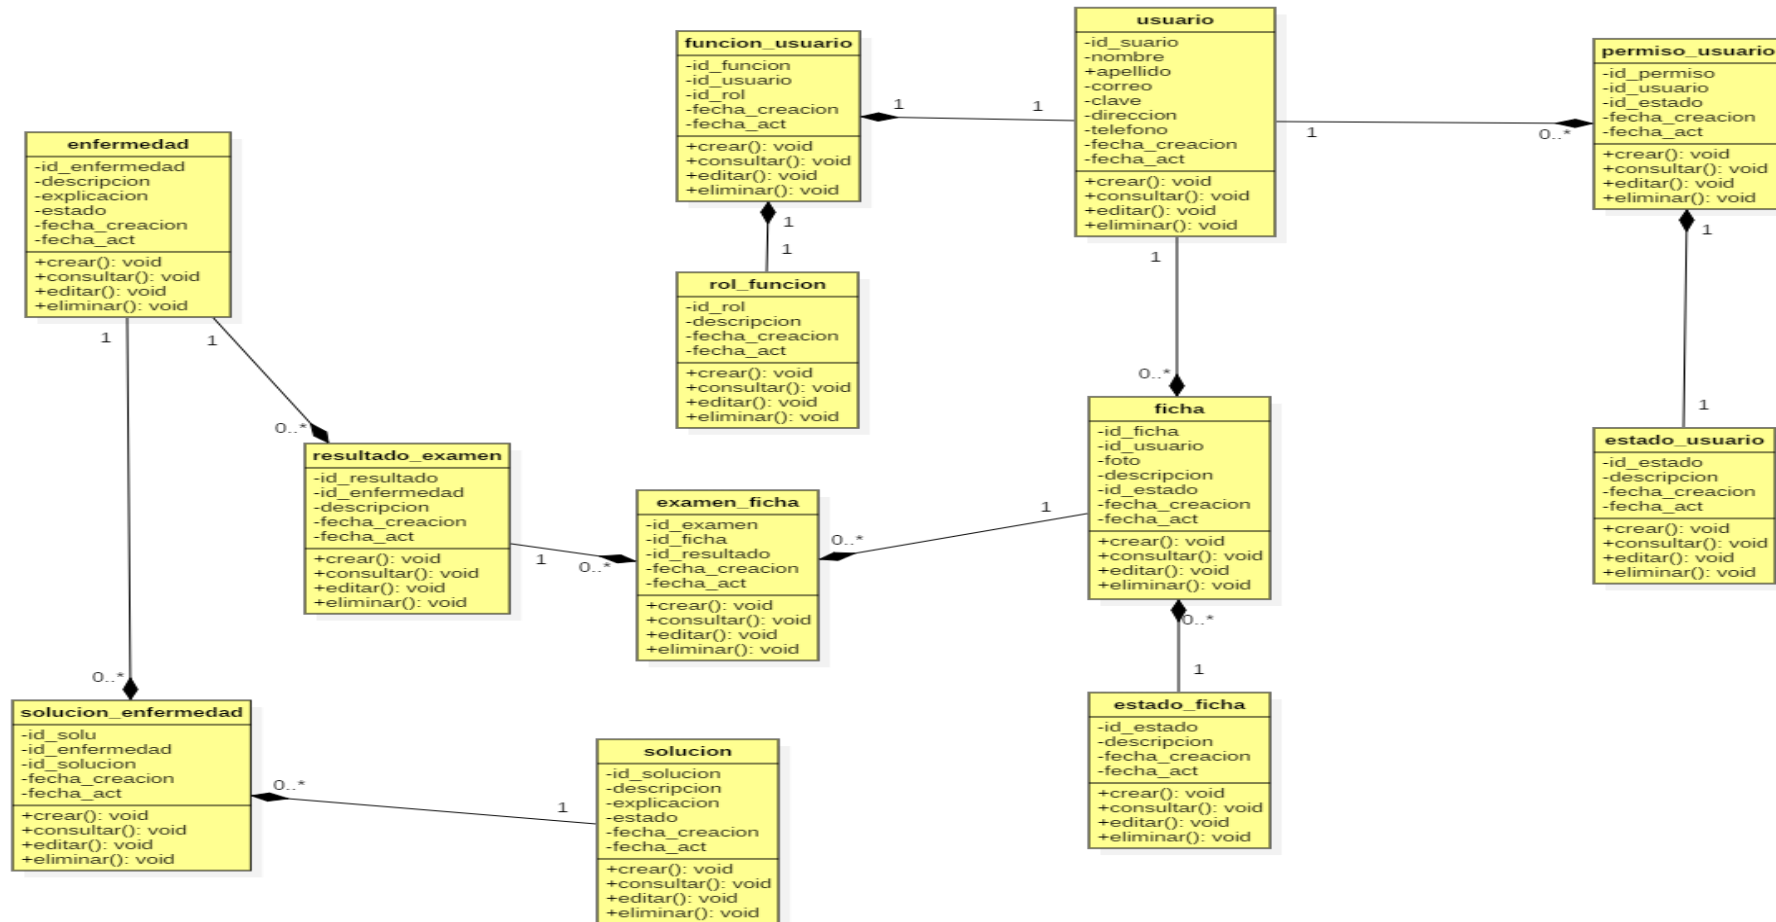 usuario
-id_suario
-nombre
+apellido
-correo
-clave
-direccion
-telefono
-fecha_creacion
-fecha_act
+crear(): void
+consultar(): void
+editar(): void
+eliminar(): void
funcion_usuario
-id_funcion
-id_usuario
-id_rol
-fecha_creacion
-fecha_act
+crear(): void
+consultar(): void
+editar(): void
+eliminar(): void
1
1
1
0..*
permiso_usuario
-id_permiso
-id_usuario
-id_estado
-fecha_creacion
-fecha_act
+crear(): void
+consultar(): void
+editar(): void
+eliminar(): void
enfermedad
-id_enfermedad
-descripcion
-explicacion
-estado
-fecha_creacion
-fecha_act
+crear(): void
+consultar(): void
+editar(): void
+eliminar(): void
1
1
1
1
1
1
rol_funcion
-id_rol
-descripcion
-fecha_creacion
-fecha_act
+crear(): void
+consultar(): void
+editar(): void
+eliminar(): void
0..*
ficha
-id_ficha
-id_usuario
-foto
-descripcion
-id_estado
-fecha_creacion
-fecha_act
+crear(): void
+consultar(): void
+editar(): void
+eliminar(): void
1
estado_usuario
-id_estado
-descripcion
-fecha_creacion
-fecha_act
+crear(): void
+consultar(): void
+editar(): void
+eliminar(): void
0..*
resultado_examen
-id_resultado
-id_enfermedad
-descripcion
-fecha_creacion
-fecha_act
+crear(): void
+consultar(): void
+editar(): void
+eliminar(): void
1
0..*
examen_ficha
-id_examen
-id_ficha
-id_resultado
-fecha_creacion
-fecha_act
+crear(): void
+consultar(): void
+editar(): void
+eliminar(): void
0..*
1
0..*
1
estado_ficha
-id_estado
-descripcion
-fecha_creacion
-fecha_act
+crear(): void
+consultar(): void
+editar(): void
+eliminar(): void
0..*
solucion_enfermedad
-id_solu
-id_enfermedad
-id_solucion
-fecha_creacion
-fecha_act
+crear(): void
+consultar(): void
+editar(): void
+eliminar(): void
0..*
1
solucion
-id_solucion
-descripcion
-explicacion
-estado
-fecha_creacion
-fecha_act
+crear(): void
+consultar(): void
+editar(): void
+eliminar(): void